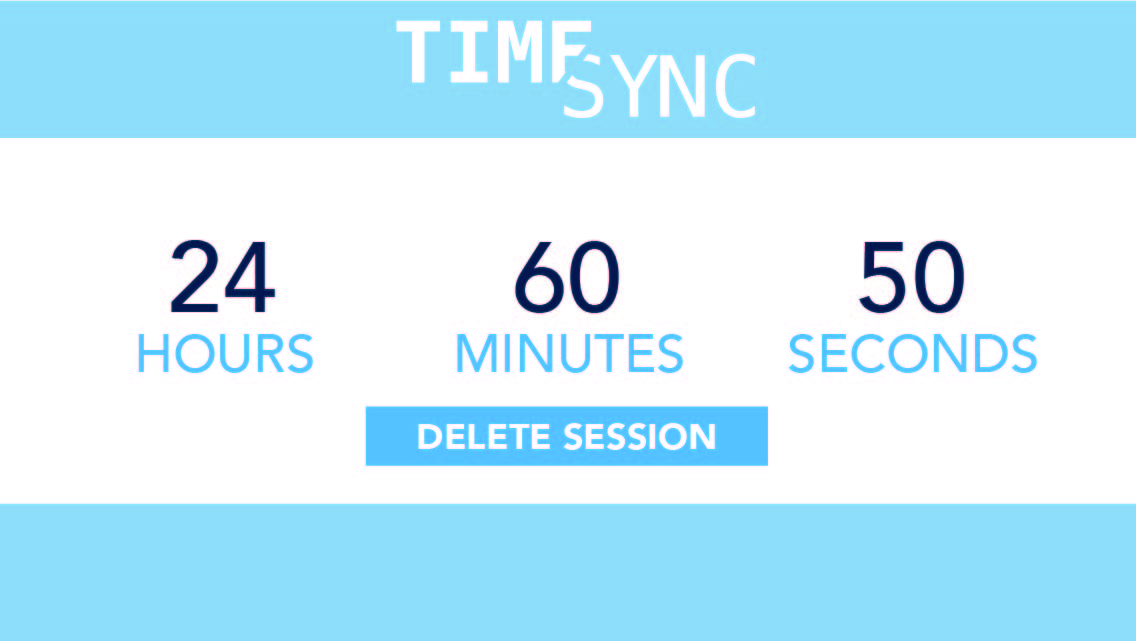 TIME
SYNC
24 60 50
HOURS MINUTES SECONDS
DELETE SESSION